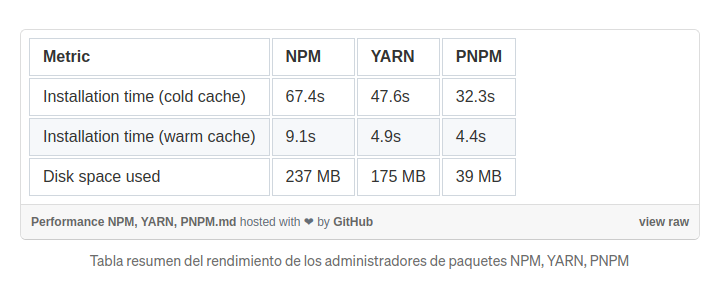 Metric NPM YARN PNPM
Installation time (cold cache) 67.4s 47.6s 32.3s
Installation time (warm cache) 9.1s 4.9s 4.4s
Disk space used 237 MB 175 MB 39 MB
Performance NPM, YARN, PNPM.md hosted with ❤ by GitHub view raw
Tabla resumen del rendimiento de los administradores de paquetes NPM, YARN, PNPM